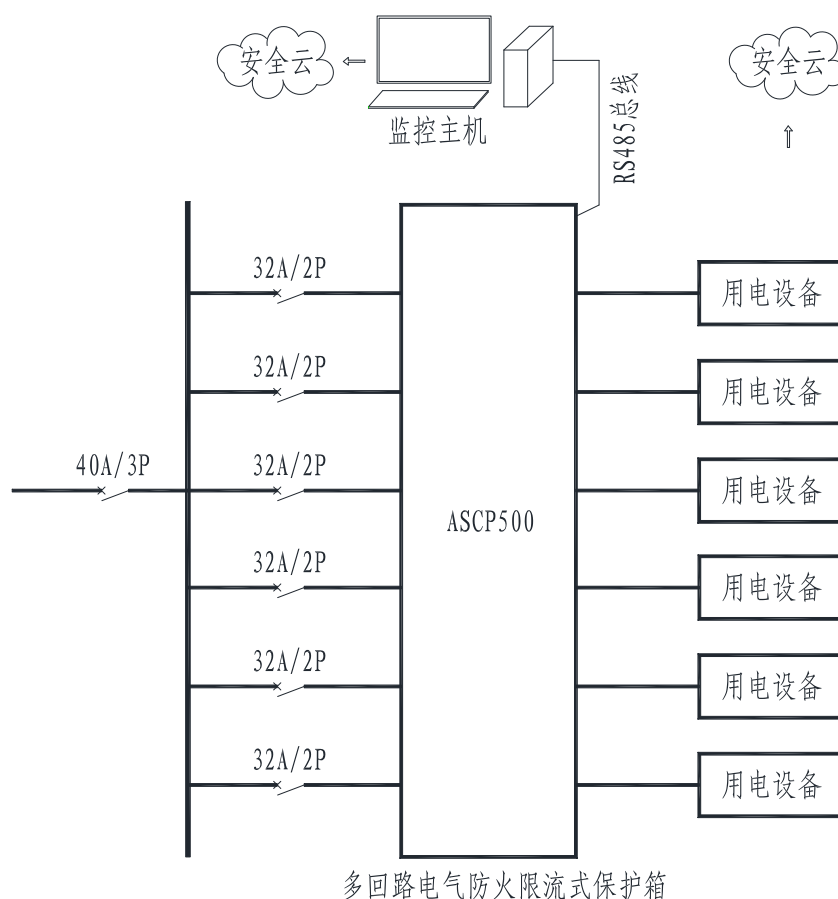 安全云
安全云
监控主机
RS485总线
32A/2P
用电设备
32A/2P
用电设备
40A/3P
32A/2P
用电设备
ASCP500
32A/2P
用电设备
32A/2P
用电设备
32A/2P
用电设备
多回路电气防火限流式保护箱